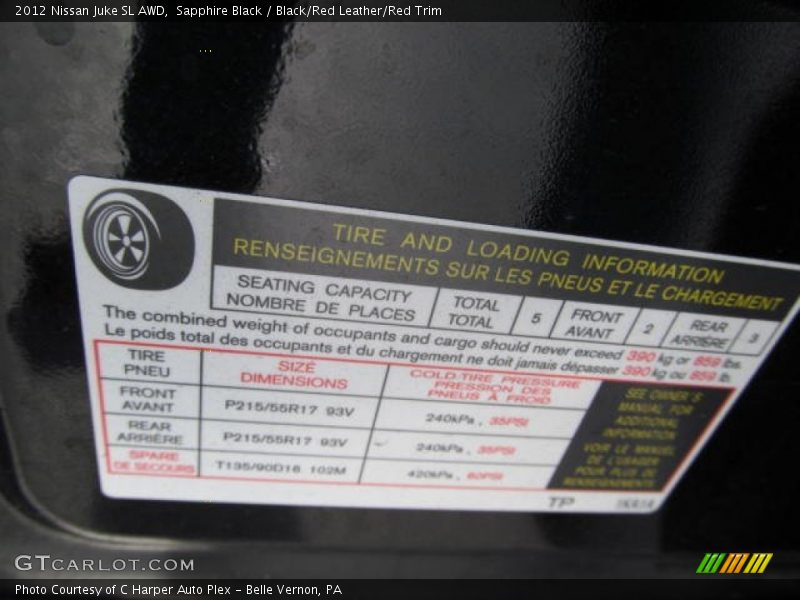 2012 Nissan Juke SL AWD,  Sapphire Black / Black/Red Leather/Red Trim
TIRE AND LOADING INFORMATION
RENSEIGNEMENTS SUR LES PNEUS ET LE CHARGEMENT
SEATING CAPACITY
NOMBRE DE PLACES
TOTAL
TOTAL
5
FRONT
AVANT
2
REAR
ARRIÈRE
3
The combined weight of occupants and cargo should never exceed 390 kg or 859 lbs.
Le poids total des occupants et du chargement ne doit jamais dépasser 390 kg ou 859 lb.
TIRE
PNEU
SIZE
DIMENSIONS
COLD TIRE PRESSURE
PRESSION DES
PNEUS À FROID
FRONT
AVANT
P215/55R17 93V
240kPa , 35PSI
REAR
ARRIÈRE
P215/55R17 93V
240kPa , 35PSI
SPARE
DE SECOURS
T135/90D16 102M
420kPa , 60PSI
SEE OWNER'S
MANUAL FOR
ADDITIONAL
INFORMATION
VOIR LE MANUEL
DE L'USAGER
POUR PLUS DE
RENSEIGNEMENTS
TP
GTCARLOT.COM
Photo Courtesy of C Harper Auto Plex - Belle Vernon, PA